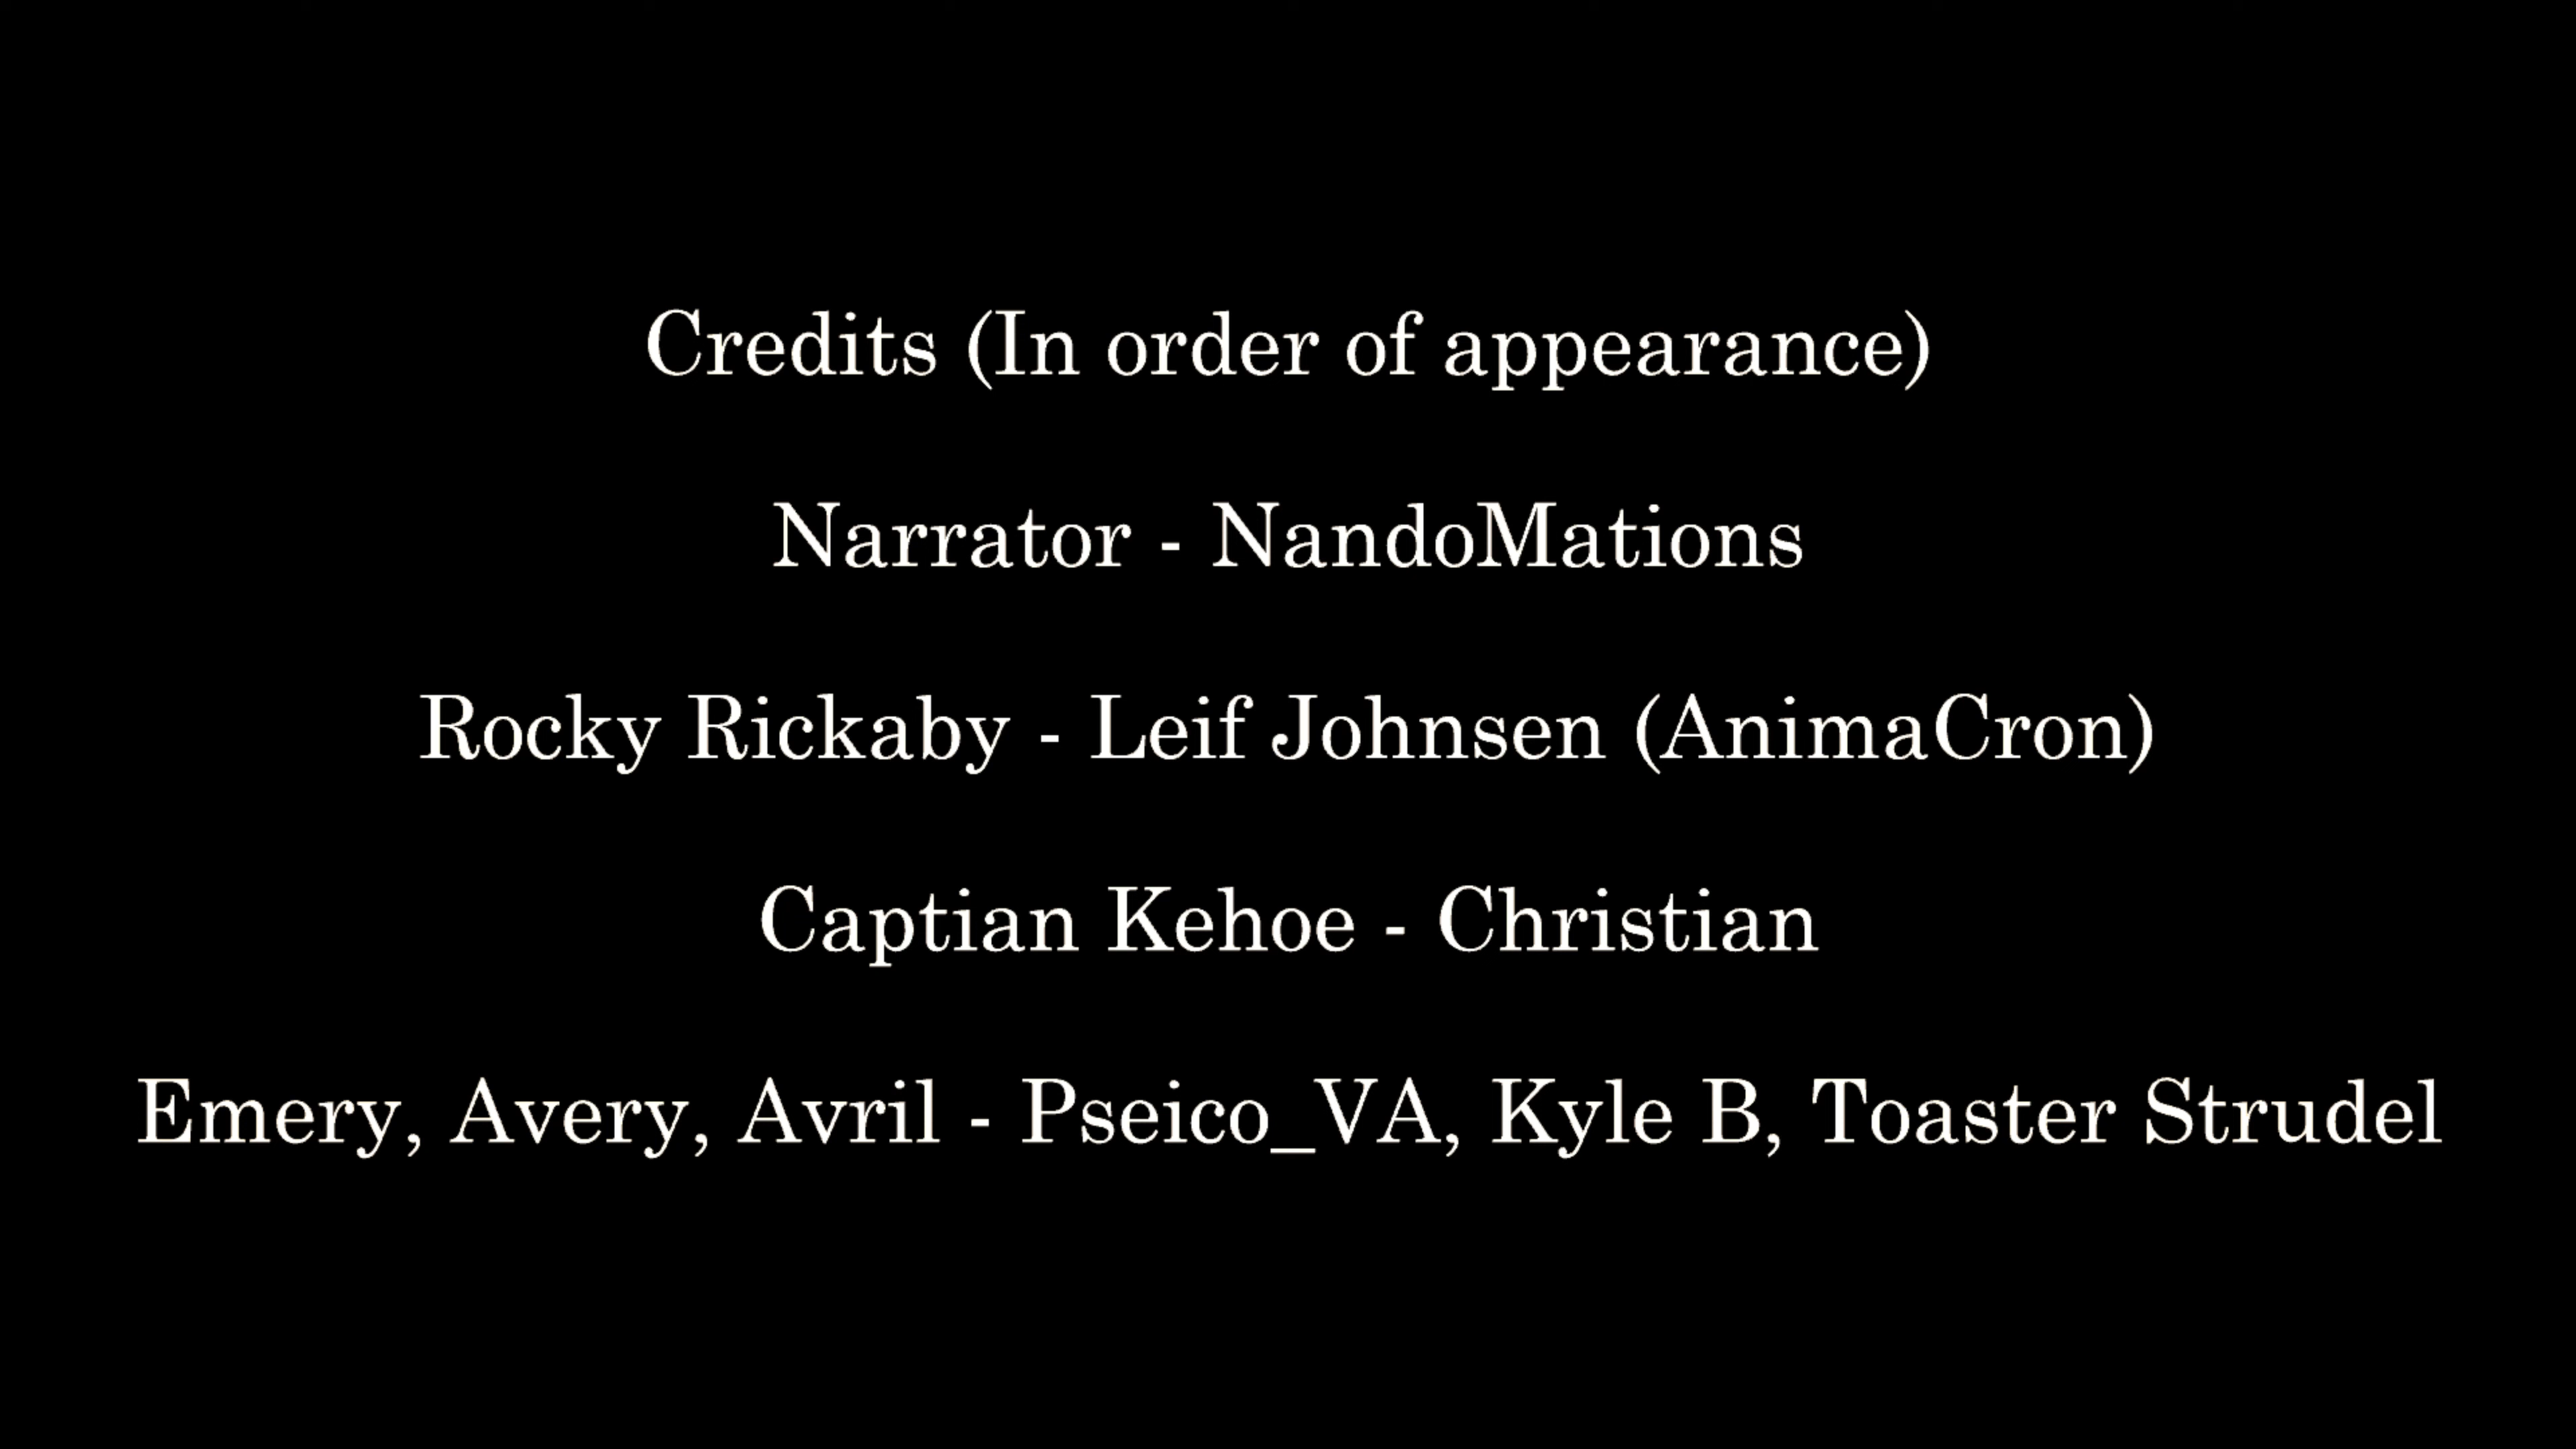 Credits (In order of appearance)
Narrator - NandoMations
Rocky Rickaby - Leif Johnsen (AnimaCron)
Captian Kehoe - Christian
Emery, Avery, Avril - Pseico_VA, Kyle B, Toaster Strudel